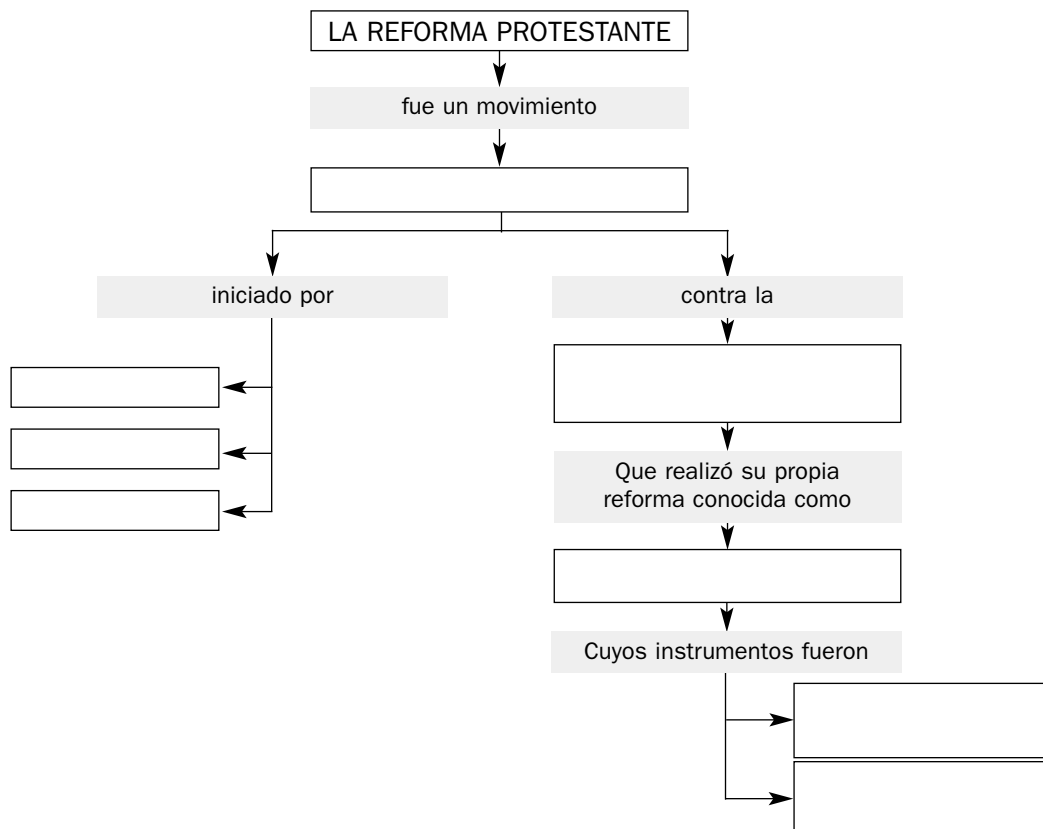 LA REFORMA PROTESTANTE
fue un movimiento
iniciado por
contra la
Que realizó su propia
reforma conocida como
Cuyos instrumentos fueron